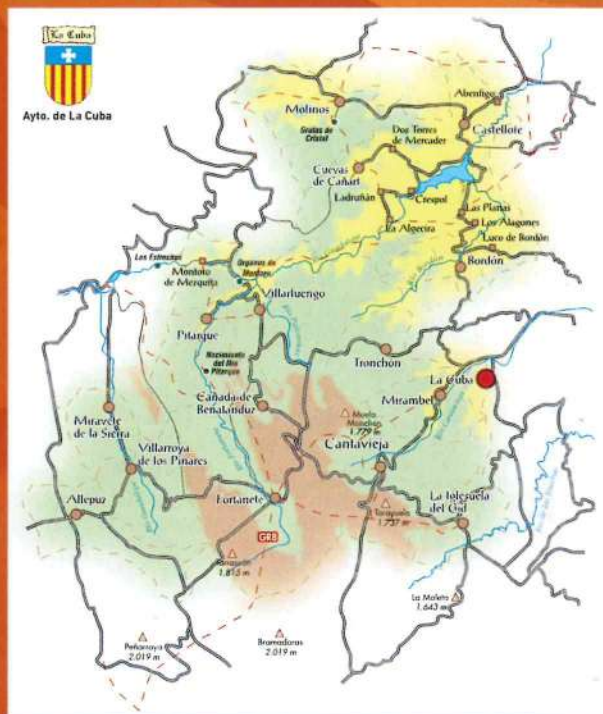 La Cuba
Ayto. de La Cuba
Molinos
Grutas de
Cristal
Abenfigo
Castellote
Dos Torres
de Mercader
Cuevas
de Cañart
Ladruñán
Crespol
La Algecira
Las Planas
Los Alagones
Luco de Bordón
Bordón
Los Estrechos
Montoro
de Mezquita
Órganos de
Montoro
Villarluengo
Pitarque
Nacimiento
del Río
Pitarque
Tronchón
La Cuba
Mirambel
Cañada de
Benatanduz
Muela
Monchen
1.779 m
Cantavieja
Miravete
de la Sierra
Villarroya
de los Pinares
Allepuz
Fortanete
GR8
Tarayuela
1.737
La Iglesuela
del Cid
1.815 m
La Moleta
1.643 m
Peñarroya
2.019 m
Bramadoras
2.019 m